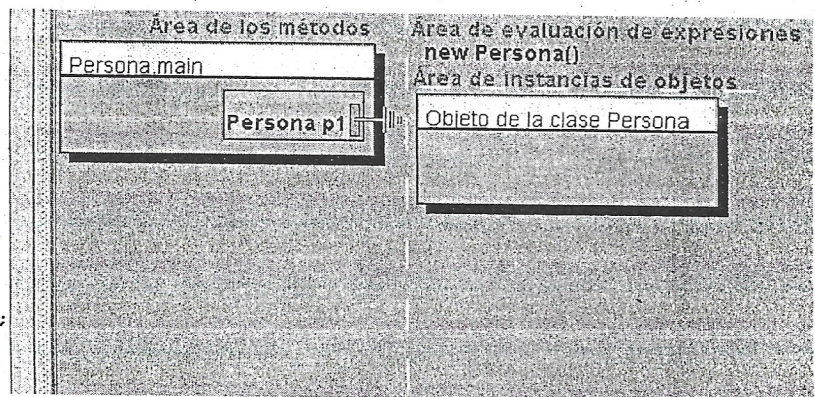 Área de los métodos
Persona.main
Persona p1
Área de evaluación de expresiones
new Persona()
Área de instancias de objetos
Objeto de la clase Persona
;